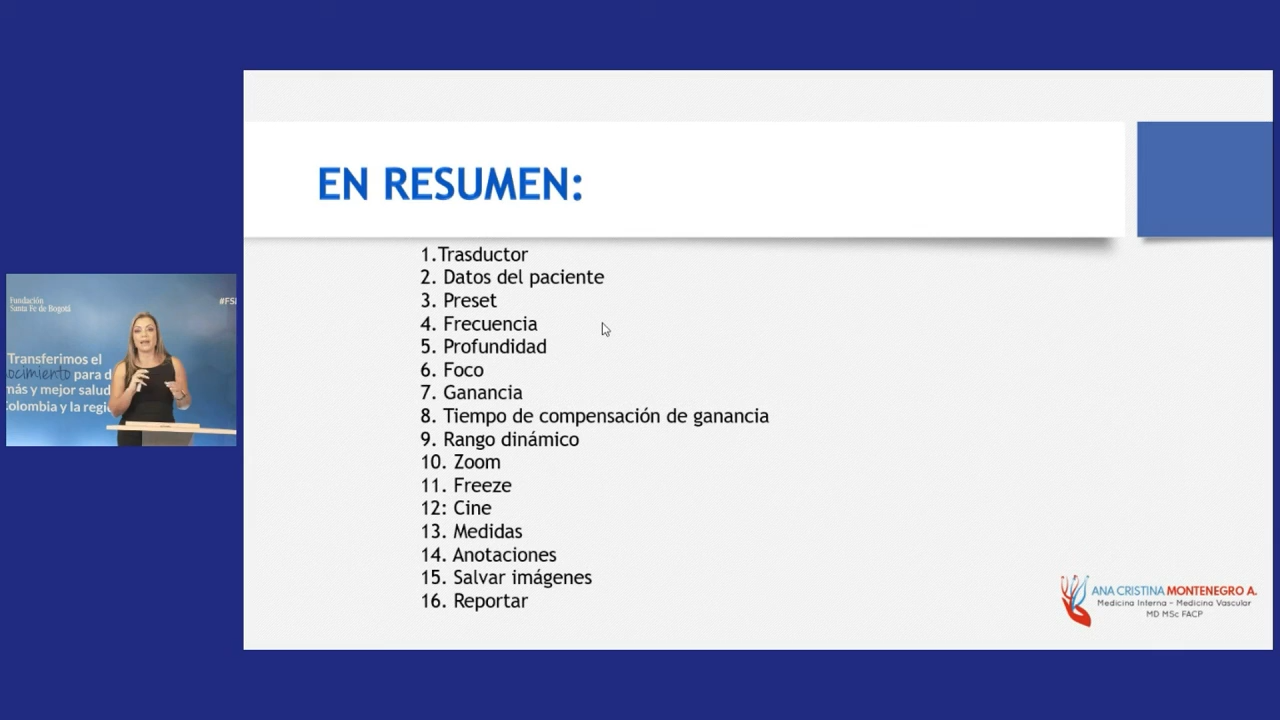 EN RESUMEN:
1.Trasductor
2. Datos del paciente
3. Preset
4. Frecuencia
5. Profundidad
6. Foco
7. Ganancia
8. Tiempo de compensación de ganancia
9. Rango dinámico
10. Zoom
11. Freeze
12: Cine
13. Medidas
14. Anotaciones
15. Salvar imágenes
16. Reportar
ANA CRISTINA MONTENEGRO A.
Medicina Interna - Medicina Vascular
MD MSc FACP
Fundación
Santa Fe de Bogotá
#FS
Transferimos el
ocimiento para d
más y mejor salud
Colombia y la regi